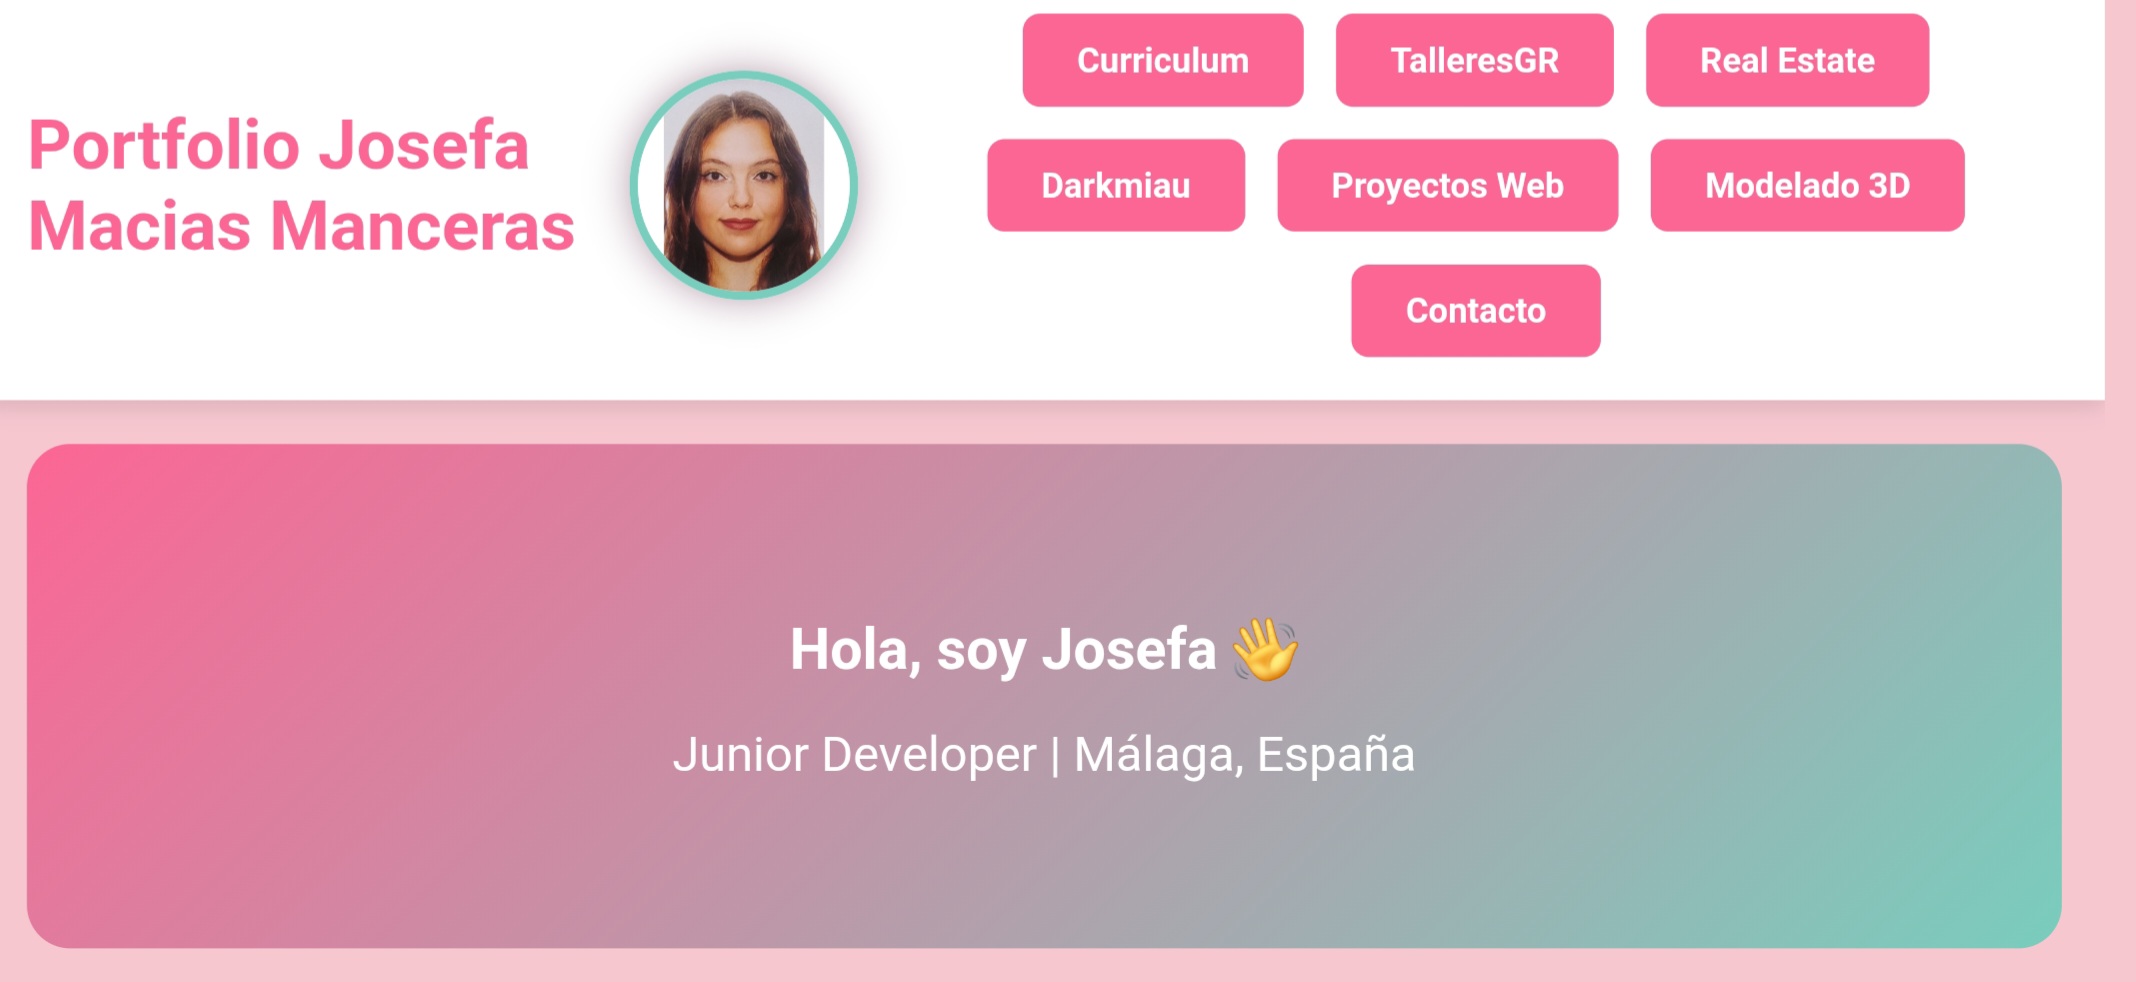 Portfolio Josefa
Macias Manceras
Curriculum
TalleresGR
Real Estate
Darkmiau
Proyectos Web
Modelado 3D
Contacto
Hola, soy Josefa 👋
Junior Developer | Málaga, España